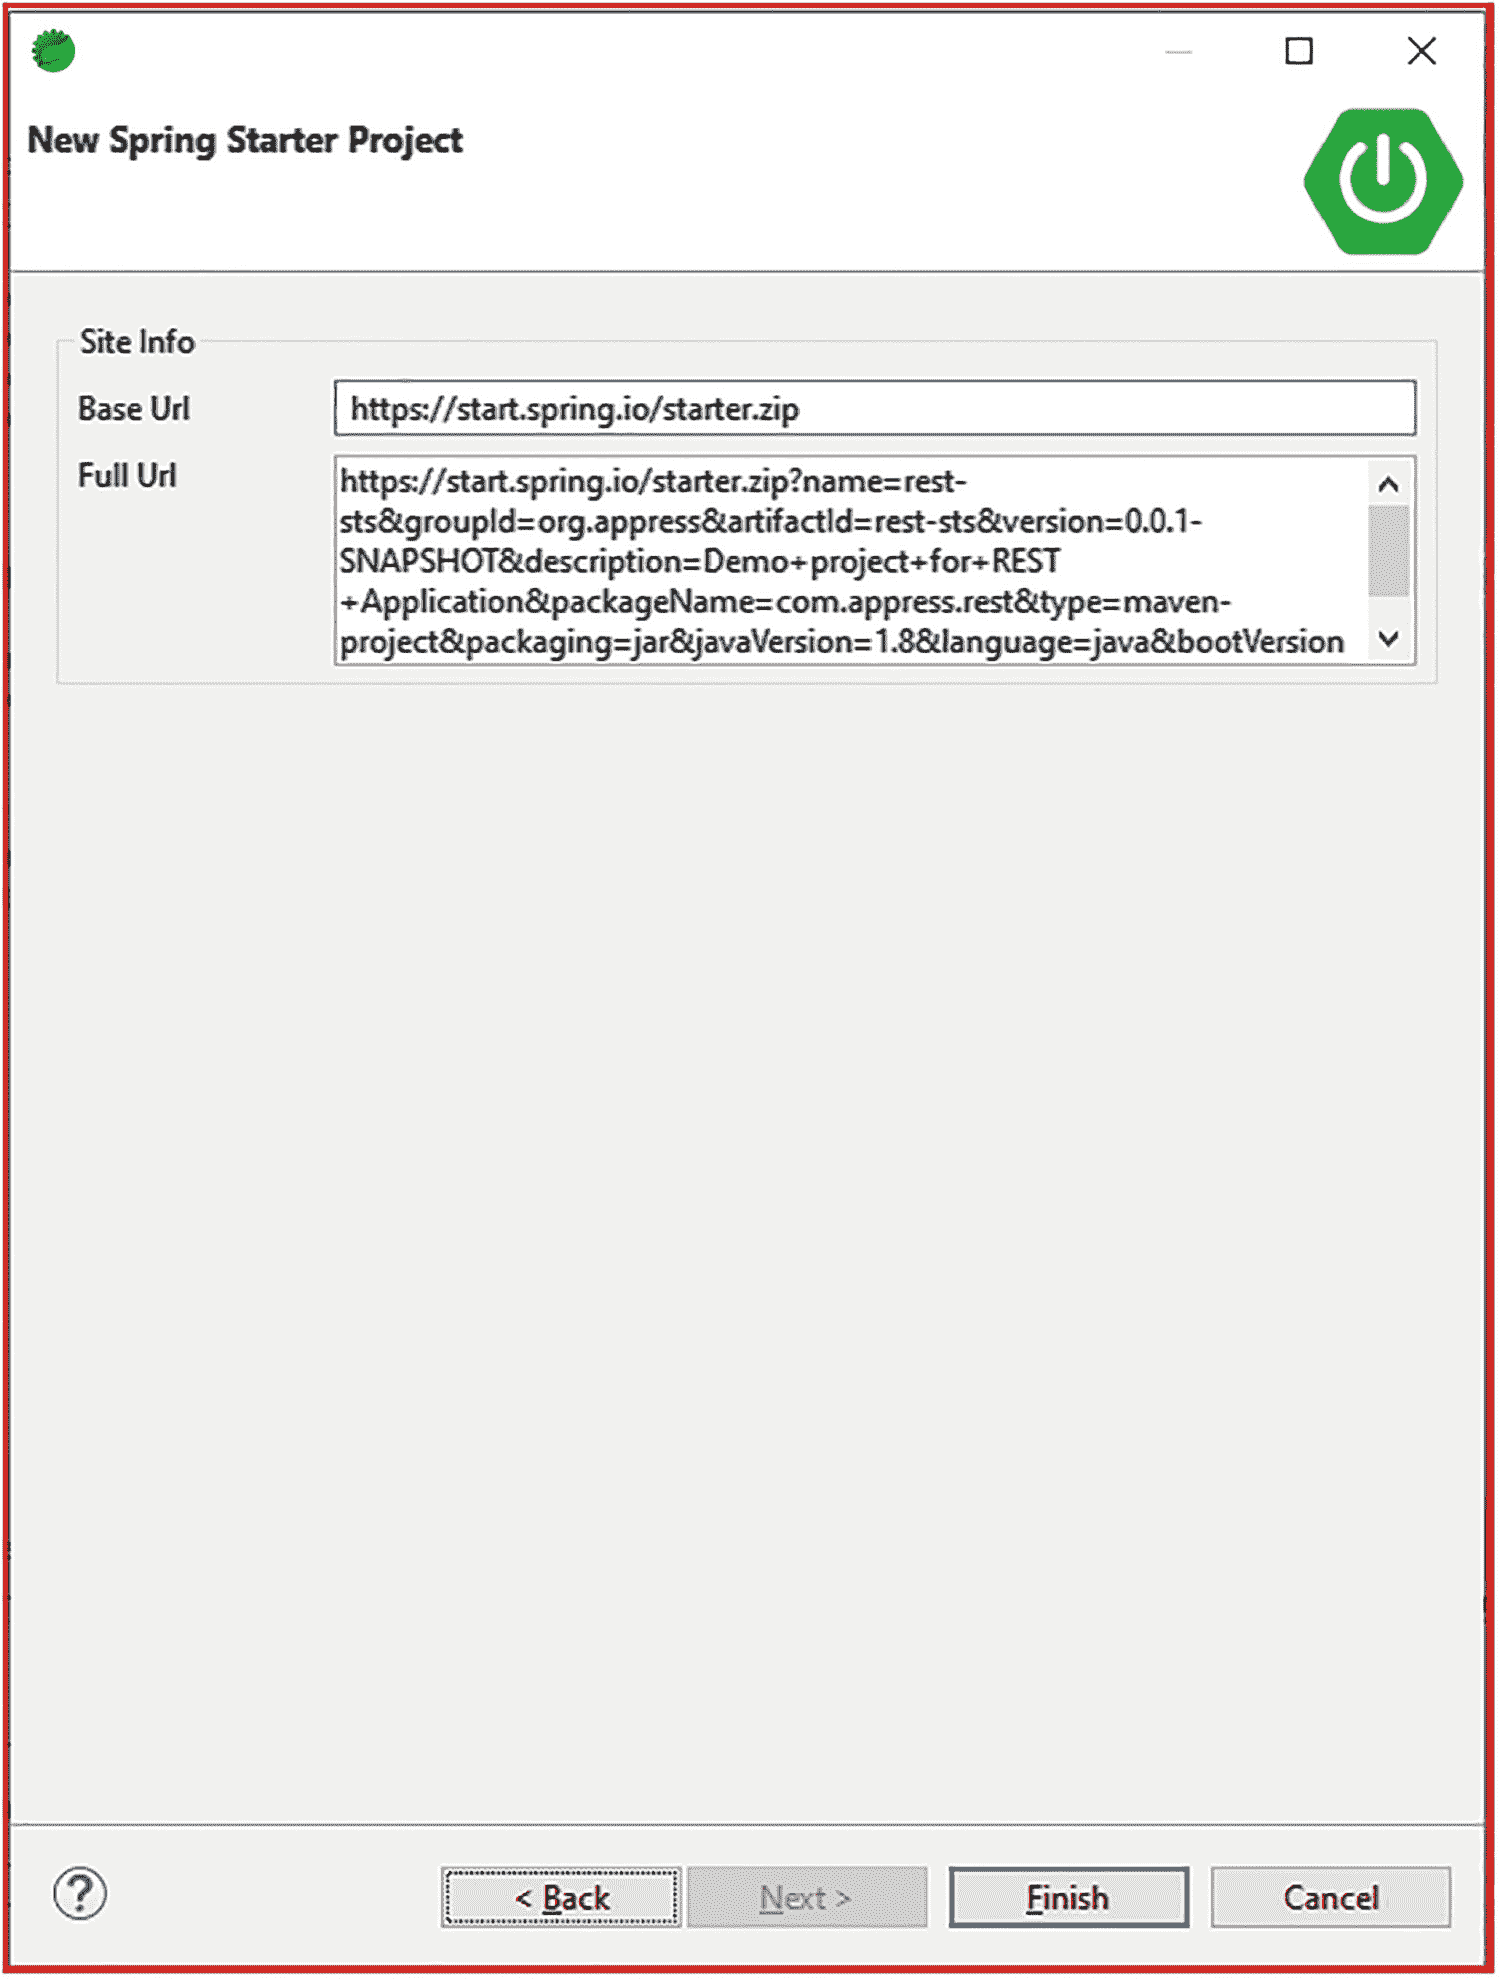 New Spring Starter Project
Site Info
Base Url
https://start.spring.io/starter.zip
Full Url
https://start.spring.io/starter.zip?name=rest-
sts&groupId=org.appress&artifactId=rest-sts&version=0.0.1-
SNAPSHOT&description=Demo+project+for+REST
+Application&packageName=com.appress.rest&type=maven-
project&packaging=jar&javaVersion=1.8&language=java&bootVersion
?
< Back
Next >
Finish
Cancel